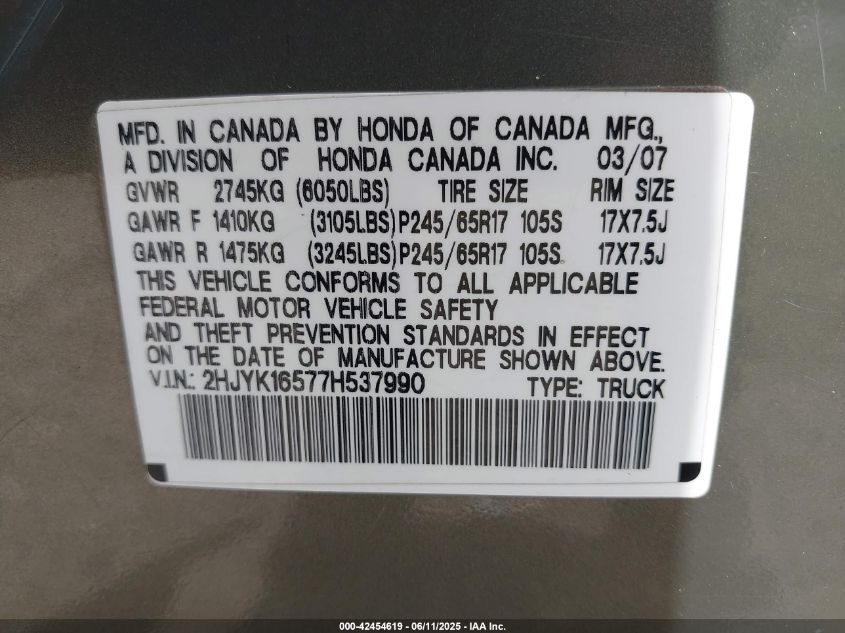 MFD. IN CANADA BY HONDA OF CANADA MFG.,
A DIVISION OF HONDA CANADA INC. 03/07
GVWR 2745KG (6050LBS) TIRE SIZE RIM SIZE
GAWR F 1410KG (3105LBS) P245/65R17 105S 17X7.5J
GAWR R 1475KG (3245LBS) P245/65R17 105S 17X7.5J
THIS VEHICLE CONFORMS TO ALL APPLICABLE
FEDERAL MOTOR VEHICLE SAFETY
AND THEFT PREVENTION STANDARDS IN EFFECT
ON THE DATE OF MANUFACTURE SHOWN ABOVE.
V.I.N.: 2HJYK16577H537990 TYPE: TRUCK
000-42454619 - 06/11/2025 - IAA Inc.